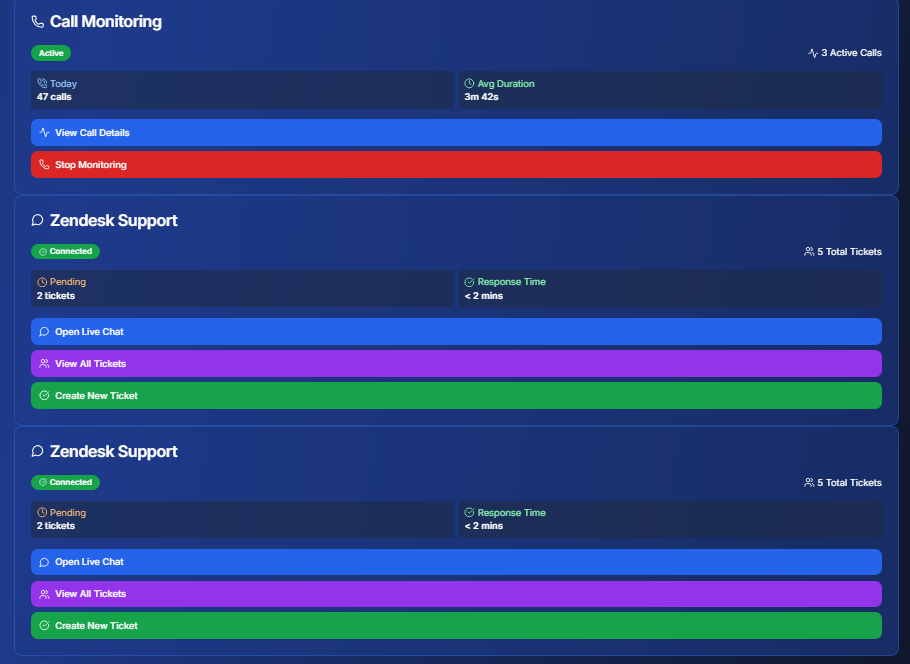 Call Monitoring
Active
3 Active Calls
Today
47 calls
Avg Duration
3m 42s
View Call Details
Stop Monitoring
Zendesk Support
Connected
5 Total Tickets
Pending
2 tickets
Response Time
< 2 mins
Open Live Chat
View All Tickets
Create New Ticket
Zendesk Support
Connected
5 Total Tickets
Pending
2 tickets
Response Time
< 2 mins
Open Live Chat
View All Tickets
Create New Ticket